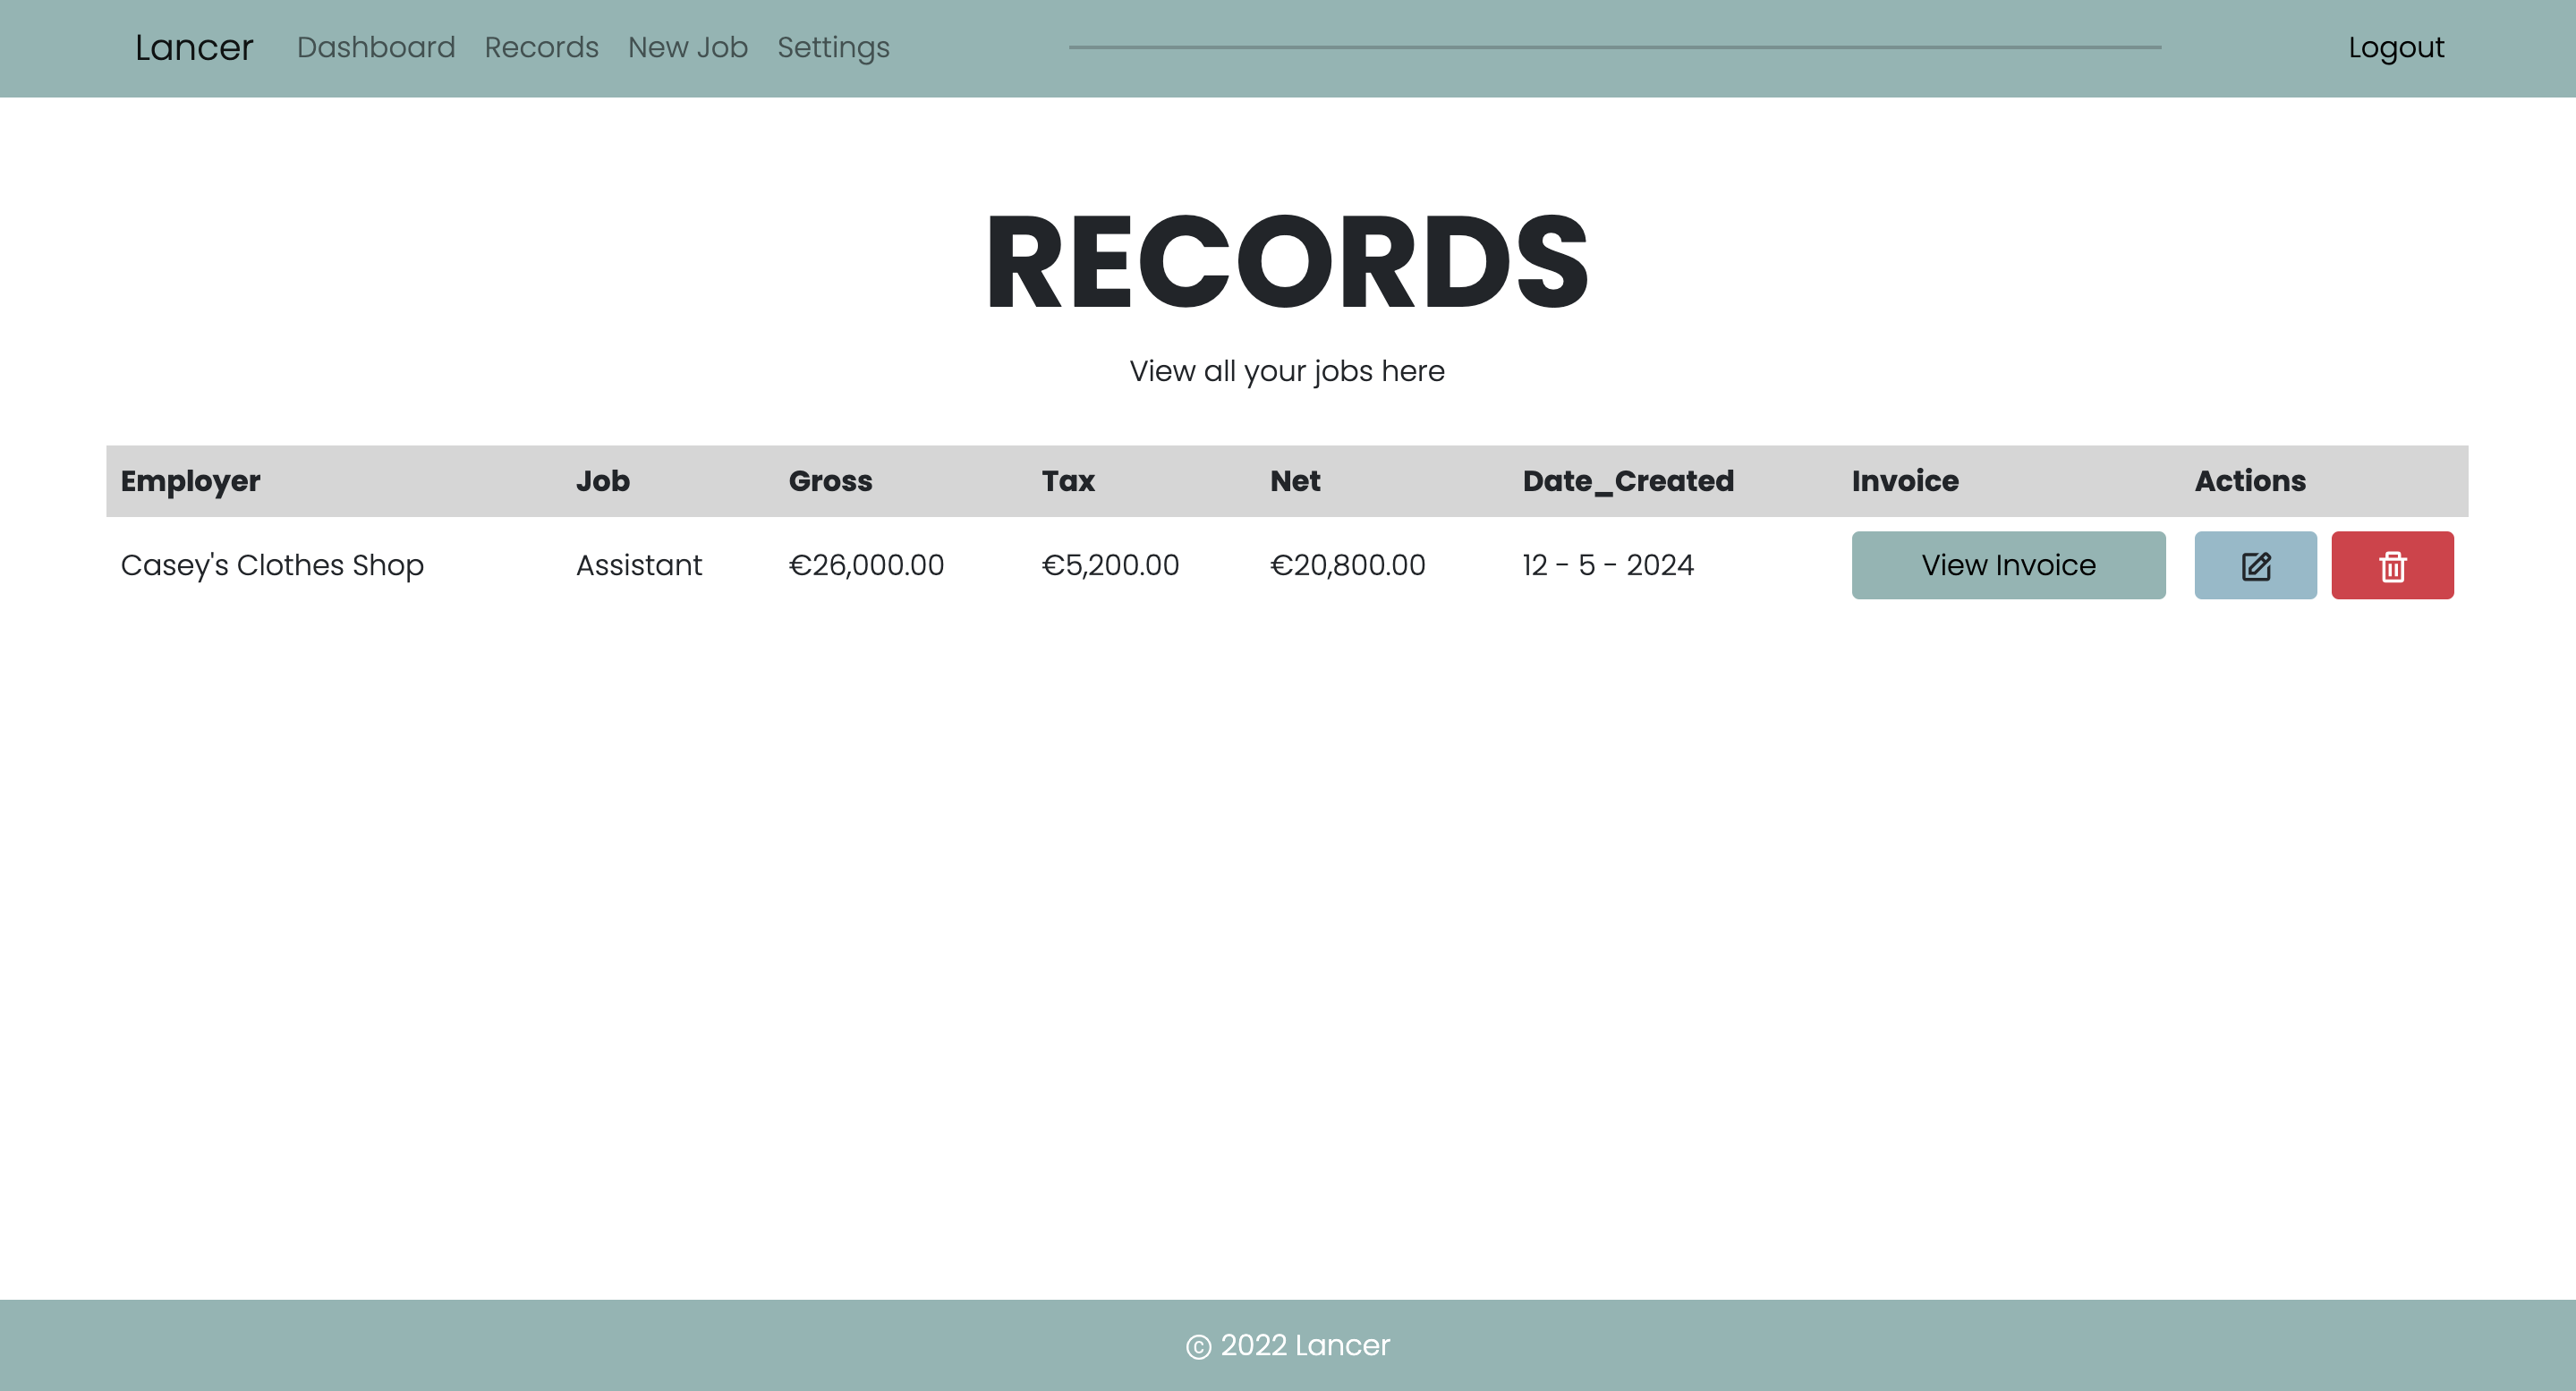 Lancer Dashboard Records New Job Settings Logout
RECORDS
View all your jobs here
Employer Job Gross Tax Net Date_Created Invoice Actions
Casey's Clothes Shop Assistant €26,000.00 €5,200.00 €20,800.00 12 - 5 - 2024 View Invoice
© 2022 Lancer